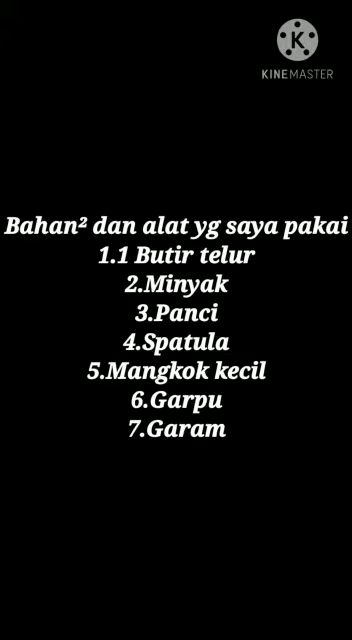 KINEMASTER
Bahan² dan alat yg saya pakai
1.1 Butir telur
2.Minyak
3.Panci
4.Spatula
5.Mangkok kecil
6.Garpu
7.Garam